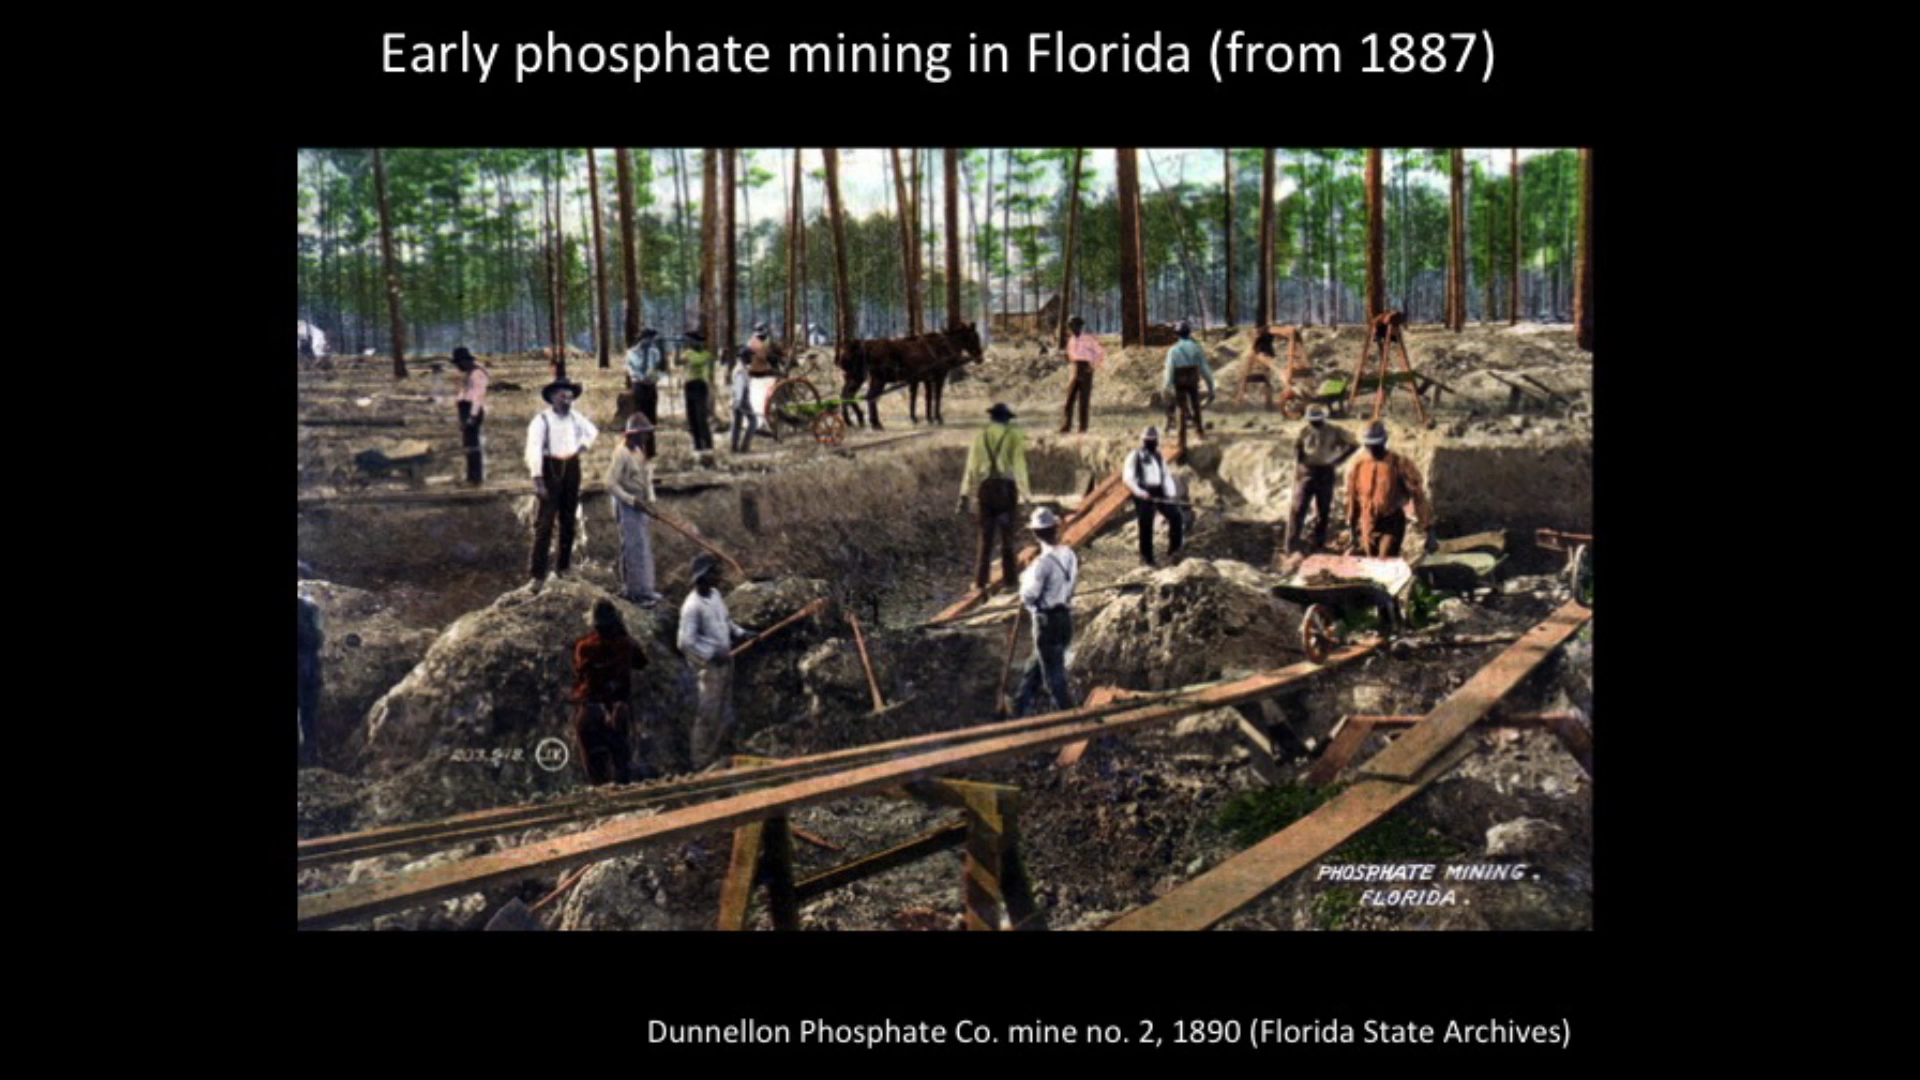 Early phosphate mining in Florida (from 1887)
PHOSPHATE MINING.
FLORIDA.
Dunnellon Phosphate Co. mine no. 2, 1890 (Florida State Archives)